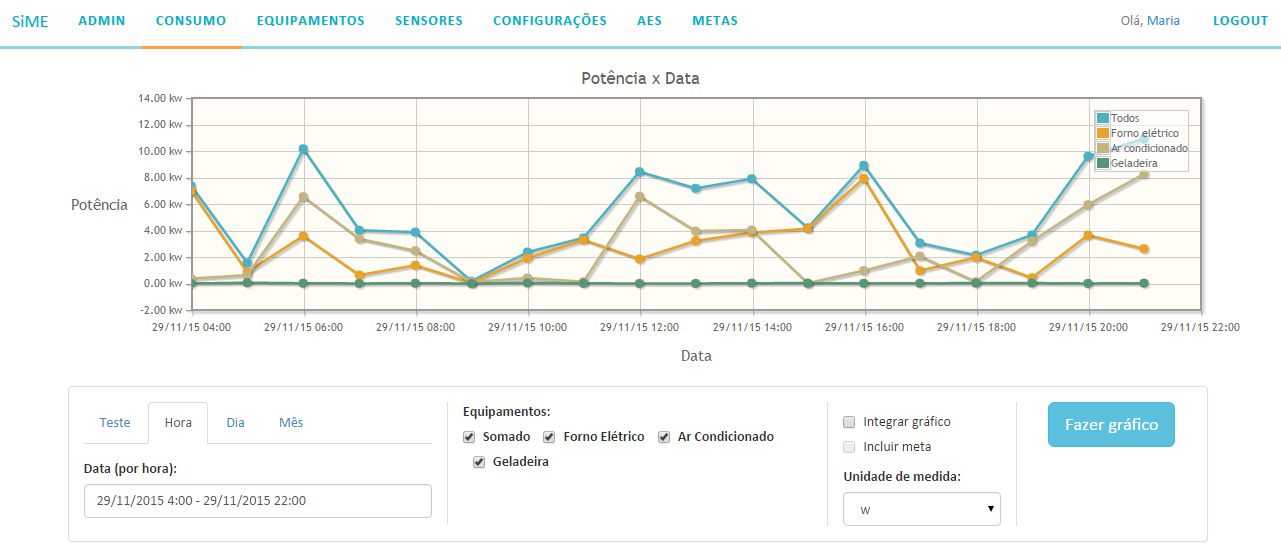 SiME ADMIN CONSUMO EQUIPAMENTOS SENSORES CONFIGURAÇÕES AES METAS Olá, Maria LOGOUT
Potência x Data
14.00 kw
12.00 kw
10.00 kw
8.00 kw
6.00 kw
4.00 kw
2.00 kw
0.00 kw
-2.00 kw
Potência
Todos
Forno elétrico
Ar condicionado
Geladeira
29/11/15 04:00 29/11/15 06:00 29/11/15 08:00 29/11/15 10:00 29/11/15 12:00 29/11/15 14:00 29/11/15 16:00 29/11/15 18:00 29/11/15 20:00 29/11/15 22:00
Data
Teste Hora Dia Mês
Data (por hora):
29/11/2015 4:00 - 29/11/2015 22:00
Equipamentos:
Somado Forno Elétrico Ar Condicionado
Geladeira
Integrar gráfico
Incluir meta
Unidade de medida:
w
Fazer gráfico